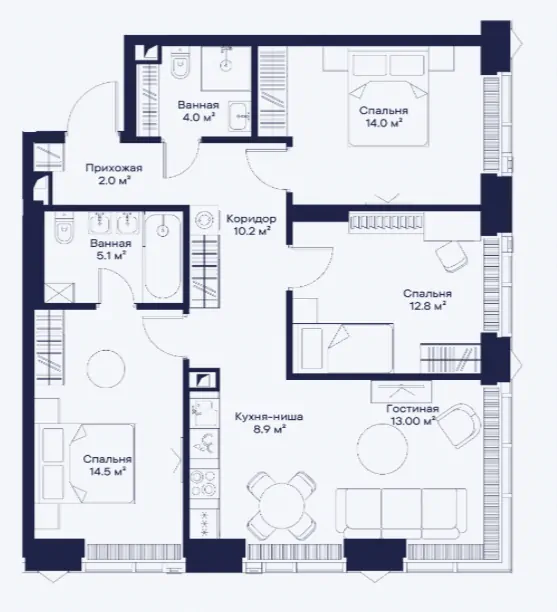 Ванная
4.0 м²
Спальня
14.0 м²
Прихожая
2.0 м²
Коридор
10.2 м²
Ванная
5.1 м²
Спальня
12.8 м²
Кухня-ниша
8.9 м²
Гостиная
13.00 м²
Спальня
14.5 м²